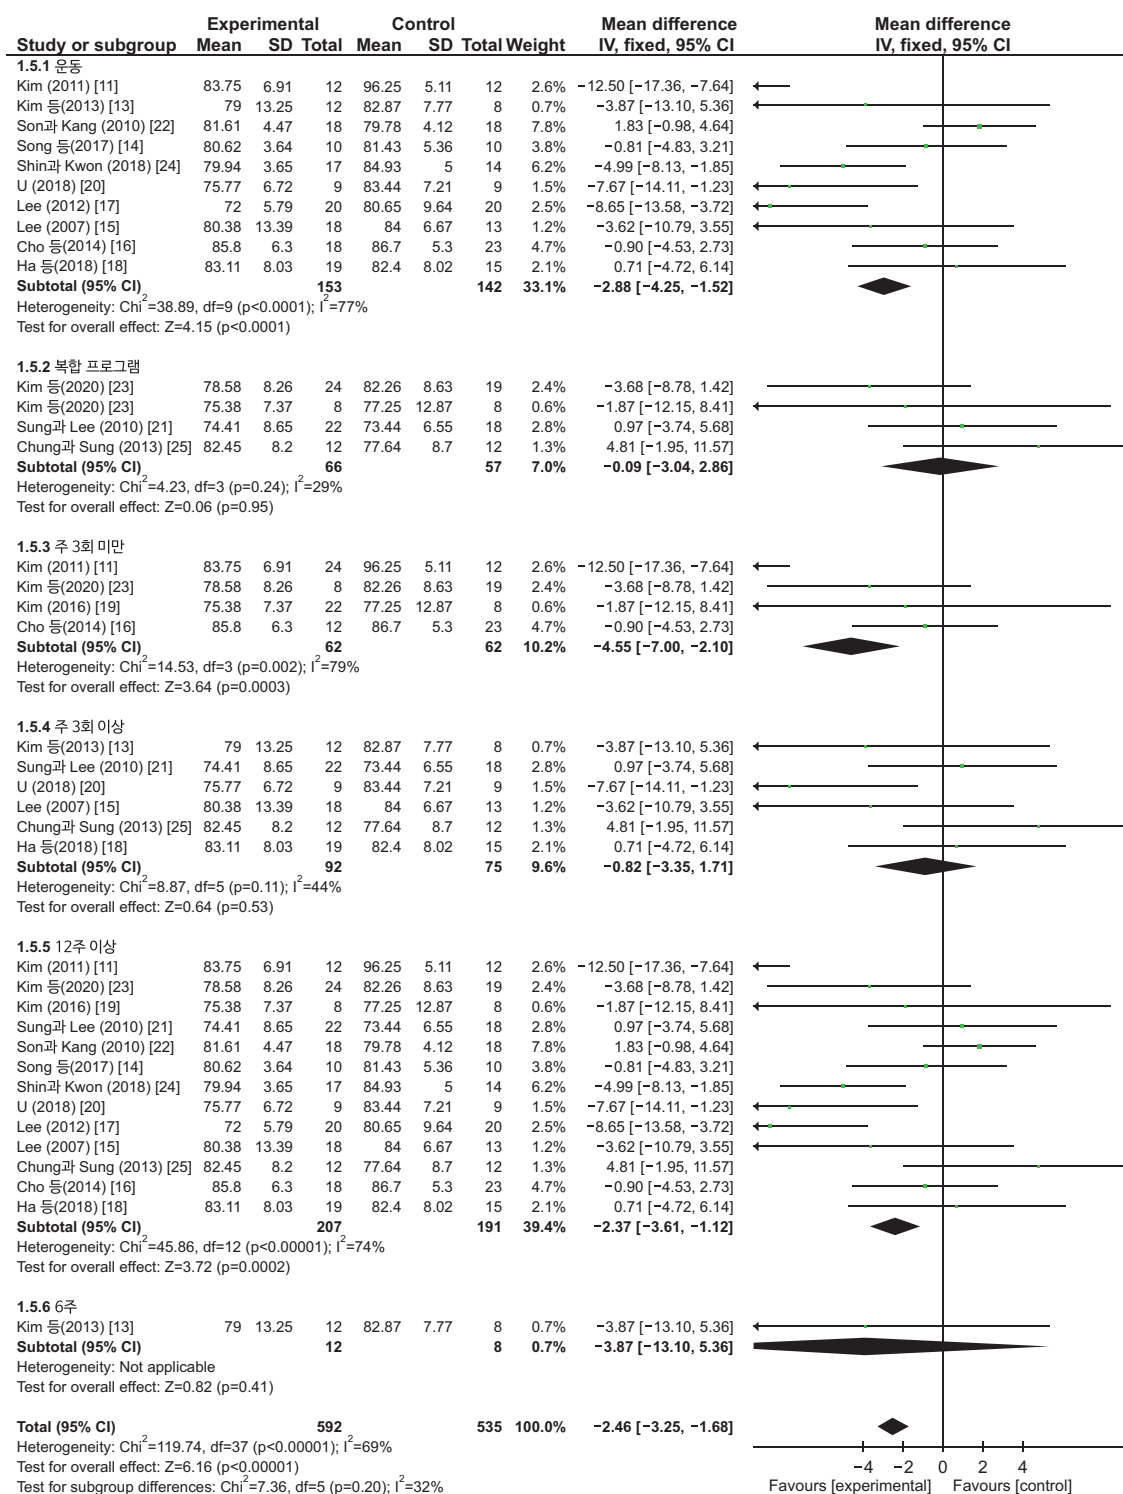 Experimental Control Mean difference Mean difference
Study or subgroup Mean SD Total Mean SD Total Weight IV, fixed, 95% CI IV, fixed, 95% CI
1.5.1 운동
Kim (2011) [11] 83.75 6.91 12 96.25 5.11 12 2.6% −12.50 [−17.36, −7.64]
Kim 등(2013) [13] 79 13.25 12 82.87 7.77 8 0.7% −3.87 [−13.10, 5.36]
Son과 Kang (2010) [22] 81.61 4.47 18 79.78 4.12 18 7.8% 1.83 [−0.98, 4.64]
Song 등(2017) [14] 80.62 3.64 10 81.43 5.36 10 3.8% −0.81 [−4.83, 3.21]
Shin과 Kwon (2018) [24] 79.94 3.65 17 84.93 5 14 6.2% −4.99 [−8.13, −1.85]
U (2018) [20] 75.77 6.72 9 83.44 7.21 9 1.5% −7.67 [−14.11, −1.23]
Lee (2012) [17] 72 5.79 20 80.65 9.64 20 2.5% −8.65 [−13.58, −3.72]
Lee (2007) [15] 80.38 13.39 18 84 6.67 13 1.2% −3.62 [−10.79, 3.55]
Cho 등(2014) [16] 85.8 6.3 18 86.7 5.3 23 4.7% −0.90 [−4.53, 2.73]
Ha 등(2018) [18] 83.11 8.03 19 82.4 8.02 15 2.1% 0.71 [−4.72, 6.14]
Subtotal (95% CI) 153 142 33.1% −2.88 [−4.25, −1.52]
Heterogeneity: Chi²=38.89, df=9 (p<0.0001); I²=77%
Test for overall effect: Z=4.15 (p<0.0001)
1.5.2 복합 프로그램
Kim 등(2020) [23] 78.58 8.26 24 82.26 8.63 19 2.4% −3.68 [−8.78, 1.42]
Kim 등(2020) [23] 75.38 7.37 8 77.25 12.87 8 0.6% −1.87 [−12.15, 8.41]
Sung과 Lee (2010) [21] 74.41 8.65 22 73.44 6.55 18 2.8% 0.97 [−3.74, 5.68]
Chung과 Sung (2013) [25] 82.45 8.2 12 77.64 8.7 12 1.3% 4.81 [−1.95, 11.57]
Subtotal (95% CI) 66 57 7.0% −0.09 [−3.04, 2.86]
Heterogeneity: Chi²=4.23, df=3 (p=0.24); I²=29%
Test for overall effect: Z=0.06 (p=0.95)
1.5.3 주 3회 미만
Kim (2011) [11] 83.75 6.91 24 96.25 5.11 12 2.6% −12.50 [−17.36, −7.64]
Kim 등(2020) [23] 78.58 8.26 8 82.26 8.63 19 2.4% −3.68 [−8.78, 1.42]
Kim (2016) [19] 75.38 7.37 22 77.25 12.87 8 0.6% −1.87 [−12.15, 8.41]
Cho 등(2014) [16] 85.8 6.3 12 86.7 5.3 23 4.7% −0.90 [−4.53, 2.73]
Subtotal (95% CI) 62 62 10.2% −4.55 [−7.00, −2.10]
Heterogeneity: Chi²=14.53, df=3 (p=0.002); I²=79%
Test for overall effect: Z=3.64 (p=0.0003)
1.5.4 주 3회 이상
Kim 등(2013) [13] 79 13.25 12 82.87 7.77 8 0.7% −3.87 [−13.10, 5.36]
Sung과 Lee (2010) [21] 74.41 8.65 22 73.44 6.55 18 2.8% 0.97 [−3.74, 5.68]
U (2018) [20] 75.77 6.72 9 83.44 7.21 9 1.5% −7.67 [−14.11, −1.23]
Lee (2007) [15] 80.38 13.39 18 84 6.67 13 1.2% −3.62 [−10.79, 3.55]
Chung과 Sung (2013) [25] 82.45 8.2 12 77.64 8.7 12 1.3% 4.81 [−1.95, 11.57]
Ha 등(2018) [18] 83.11 8.03 19 82.4 8.02 15 2.1% 0.71 [−4.72, 6.14]
Subtotal (95% CI) 92 75 9.6% −0.82 [−3.35, 1.71]
Heterogeneity: Chi²=8.87, df=5 (p=0.11); I²=44%
Test for overall effect: Z=0.64 (p=0.53)
1.5.5 12주 이상
Kim (2011) [11] 83.75 6.91 12 96.25 5.11 12 2.6% −12.50 [−17.36, −7.64]
Kim 등(2020) [23] 78.58 8.26 24 82.26 8.63 19 2.4% −3.68 [−8.78, 1.42]
Kim (2016) [19] 75.38 7.37 8 77.25 12.87 8 0.6% −1.87 [−12.15, 8.41]
Sung과 Lee (2010) [21] 74.41 8.65 22 73.44 6.55 18 2.8% 0.97 [−3.74, 5.68]
Son과 Kang (2010) [22] 81.61 4.47 18 79.78 4.12 18 7.8% 1.83 [−0.98, 4.64]
Song 등(2017) [14] 80.62 3.64 10 81.43 5.36 10 3.8% −0.81 [−4.83, 3.21]
Shin과 Kwon (2018) [24] 79.94 3.65 17 84.93 5 14 6.2% −4.99 [−8.13, −1.85]
U (2018) [20] 75.77 6.72 9 83.44 7.21 9 1.5% −7.67 [−14.11, −1.23]
Lee (2012) [17] 72 5.79 20 80.65 9.64 20 2.5% −8.65 [−13.58, −3.72]
Lee (2007) [15] 80.38 13.39 18 84 6.67 13 1.2% −3.62 [−10.79, 3.55]
Chung과 Sung (2013) [25] 82.45 8.2 12 77.64 8.7 12 1.3% 4.81 [−1.95, 11.57]
Cho 등(2014) [16] 85.8 6.3 18 86.7 5.3 23 4.7% −0.90 [−4.53, 2.73]
Ha 등(2018) [18] 83.11 8.03 19 82.4 8.02 15 2.1% 0.71 [−4.72, 6.14]
Subtotal (95% CI) 207 191 39.4% −2.37 [−3.61, −1.12]
Heterogeneity: Chi²=45.86, df=12 (p<0.00001); I²=74%
Test for overall effect: Z=3.72 (p=0.0002)
1.5.6 6주
Kim 등(2013) [13] 79 13.25 12 82.87 7.77 8 0.7% −3.87 [−13.10, 5.36]
Subtotal (95% CI) 12 8 0.7% −3.87 [−13.10, 5.36]
Heterogeneity: Not applicable
Test for overall effect: Z=0.82 (p=0.41)
Total (95% CI) 592 535 100.0% −2.46 [−3.25, −1.68]
Heterogeneity: Chi²=119.74, df=37 (p<0.00001); I²=69%
Test for overall effect: Z=6.16 (p<0.00001) −4 −2 0 2 4
Test for subgroup differences: Chi²=7.36, df=5 (p=0.20); I²=32% Favours [experimental] Favours [control]